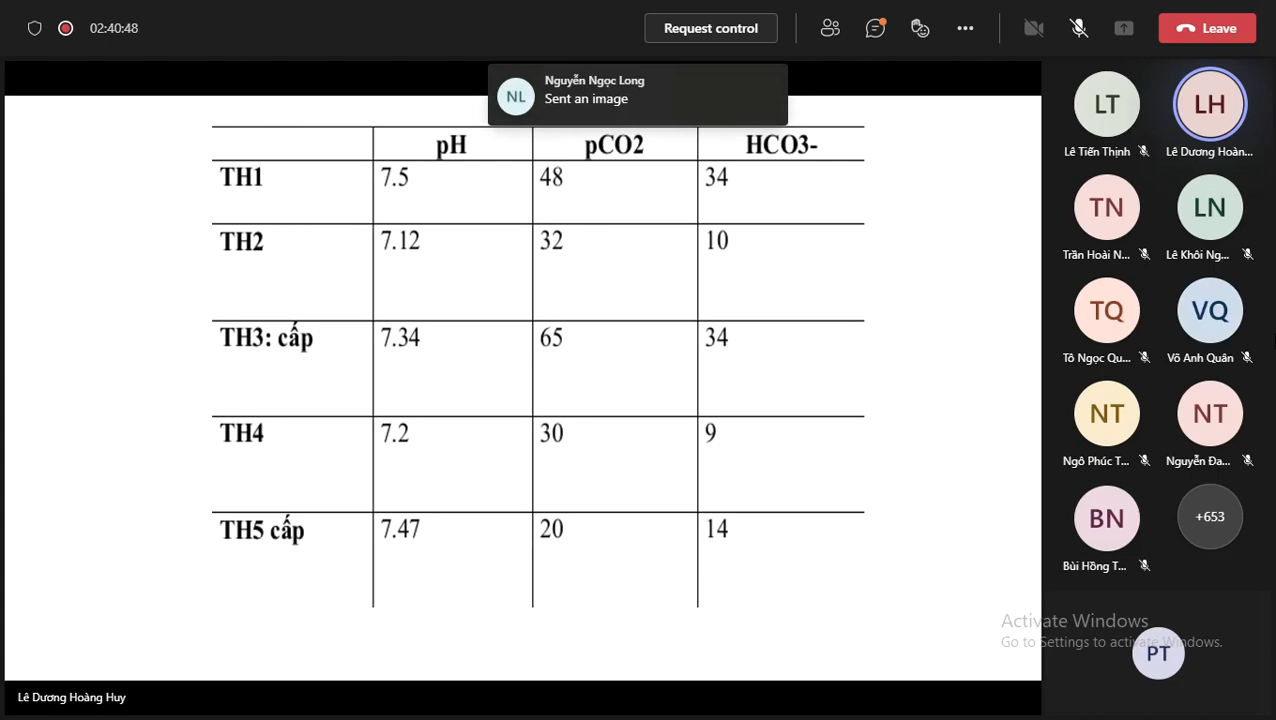 02:40:48
Request control
Leave
NL
Nguyễn Ngọc Long
Sent an image
pH pCO2 HCO3-
TH1 7.5 48 34
TH2 7.12 32 10
TH3: cấp 7.34 65 34
TH4 7.2 30 9
TH5 cấp 7.47 20 14
LT LH
Lê Tiến Thịnh Lê Dương Hoàn...
TN LN
Trần Hoài N... Lê Khôi Ng...
TQ VQ
Tô Ngọc Qu... Võ Anh Quân
NT NT
Ngô Phúc T... Nguyễn Đa...
BN +653
Bùi Hồng T...
Activate Windows
Go to Settings to activate Windows.
PT
Lê Dương Hoàng Huy